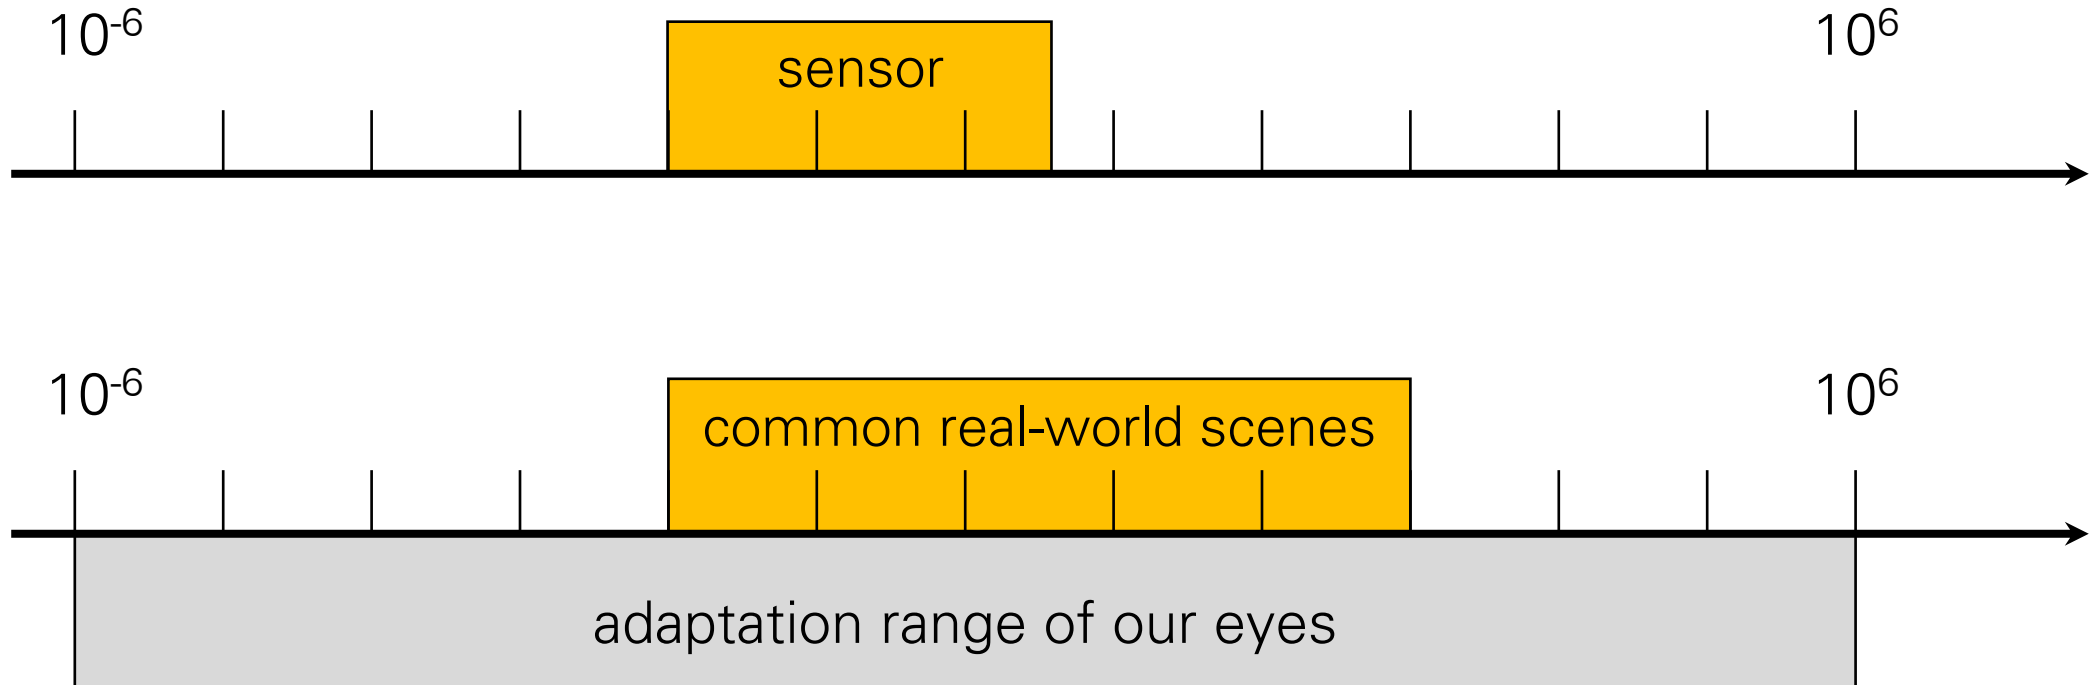 10⁻⁶
10⁶
sensor
10⁻⁶
10⁶
common real-world scenes
adaptation range of our eyes